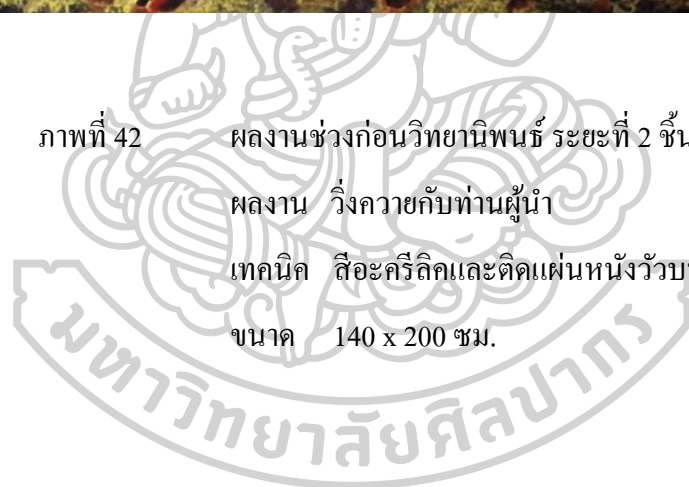 ภาพที่ 42 ผลงานช่วงก่อนวิทยานิพนธ์ ระยะที่ 2
ผลงาน วิ่งควายกับท่านผู้นำ
เทคนิค สีอะครีลิคและติดแผ่นหนังวัว
ขนาด 140 x 200 ซม.
มหาวิทยาลัยศิลปากร